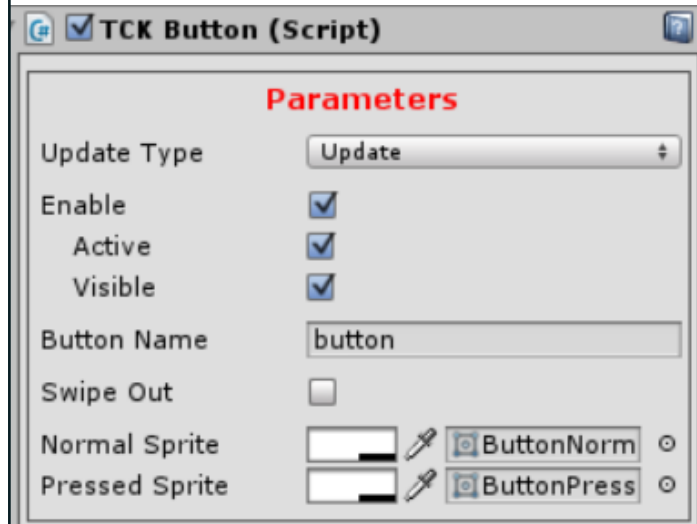 TCK Button (Script)
Parameters
Update Type Update
Enable
Active
Visible
Button Name button
Swipe Out
Normal Sprite ButtonNorm
Pressed Sprite ButtonPress